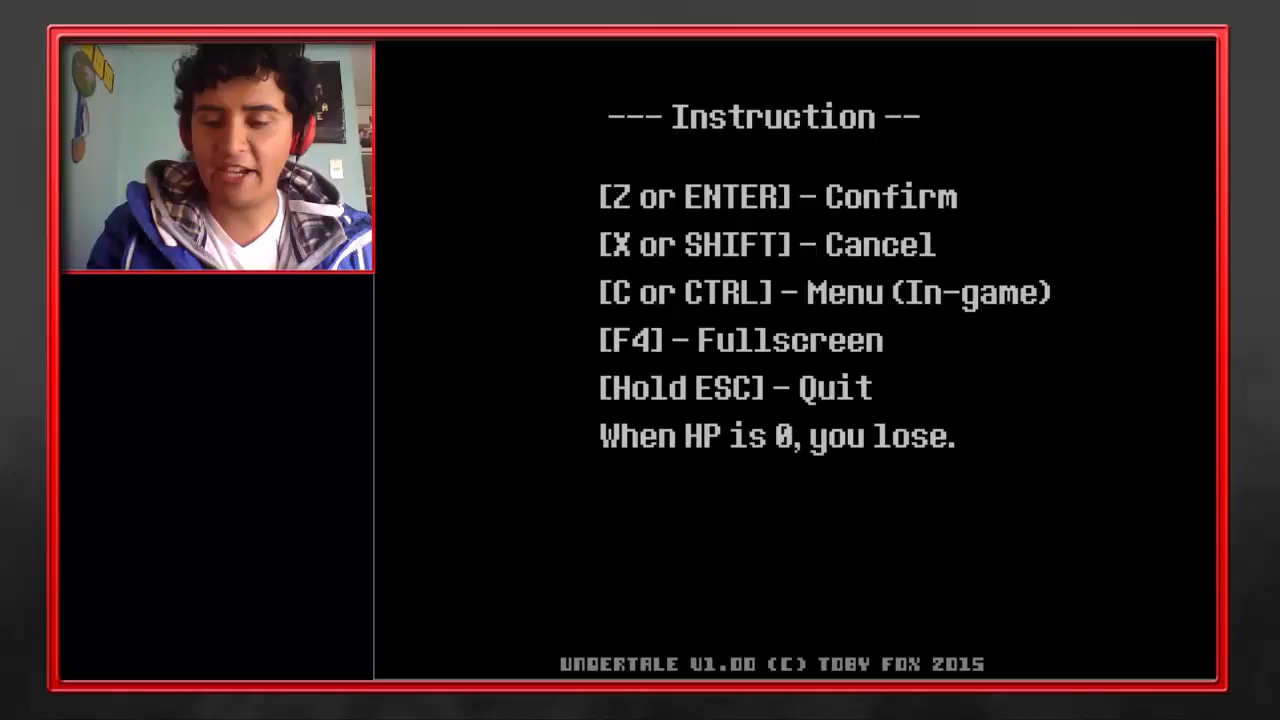 --- Instruction --
[Z or ENTER] - Confirm
[X or SHIFT] - Cancel
[C or CTRL] - Menu (In-game)
[F4] - Fullscreen
[Hold ESC] - Quit
When HP is 0, you lose.
UNDERTALE V1.00 (C) TOBY FOX 2015